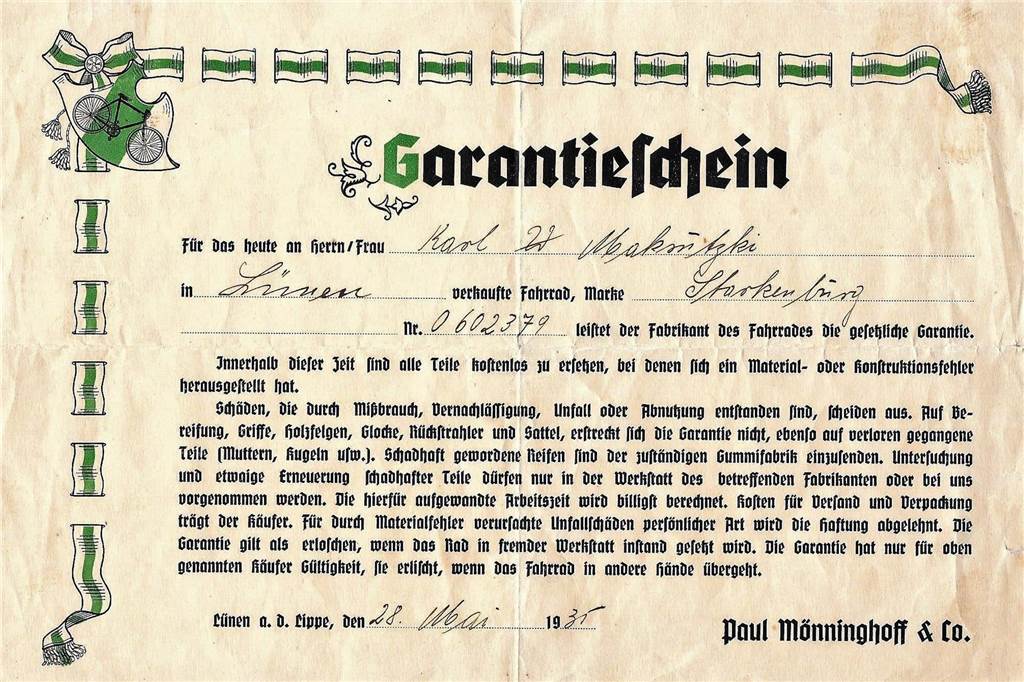 Garantieschein
Für das heute an Herrn/Frau Karl Makrutzki
in Lünen verkaufte Fahrrad, Marke Starkenburg
Nr. 0602379 leistet der Fabrikant des Fahrrades die gesetzliche Garantie.
Innerhalb dieser Zeit sind alle Teile kostenlos zu ersetzen, bei denen sich ein Material- oder Konstruktionsfehler
herausgestellt hat.
Schäden, die durch Mißbrauch, Vernachlässigung, Unfall oder Abnutzung entstanden sind, scheiden aus. Auf Be-
reifung, Griffe, Holzfelgen, Glocke, Rückstrahler und Sattel, erstreckt sich die Garantie nicht, ebenso auf verloren gegangene
Teile (Muttern, Kugeln usw.). Schadhaft gewordene Reifen sind der zuständigen Gummifabrik einzusenden. Untersuchung
und etwaige Erneuerung schadhafter Teile dürfen nur in der Werkstatt des betreffenden Fabrikanten oder bei uns
vorgenommen werden. Die hierfür aufgewandte Arbeitszeit wird billigst berechnet. Kosten für Versand und Verpackung
trägt der Käufer. Für durch Materialfehler verursachte Unfallschäden persönlicher Art wird die Haftung abgelehnt. Die
Garantie gilt als erloschen, wenn das Rad in fremder Werkstatt instand gesetzt wird. Die Garantie hat nur für oben
genannten Käufer Gültigkeit, sie erlischt, wenn das Fahrrad in andere Hände übergeht.
Lünen a. d. Lippe, den 28. Mai 1935
Paul Mönninghoff & Co.